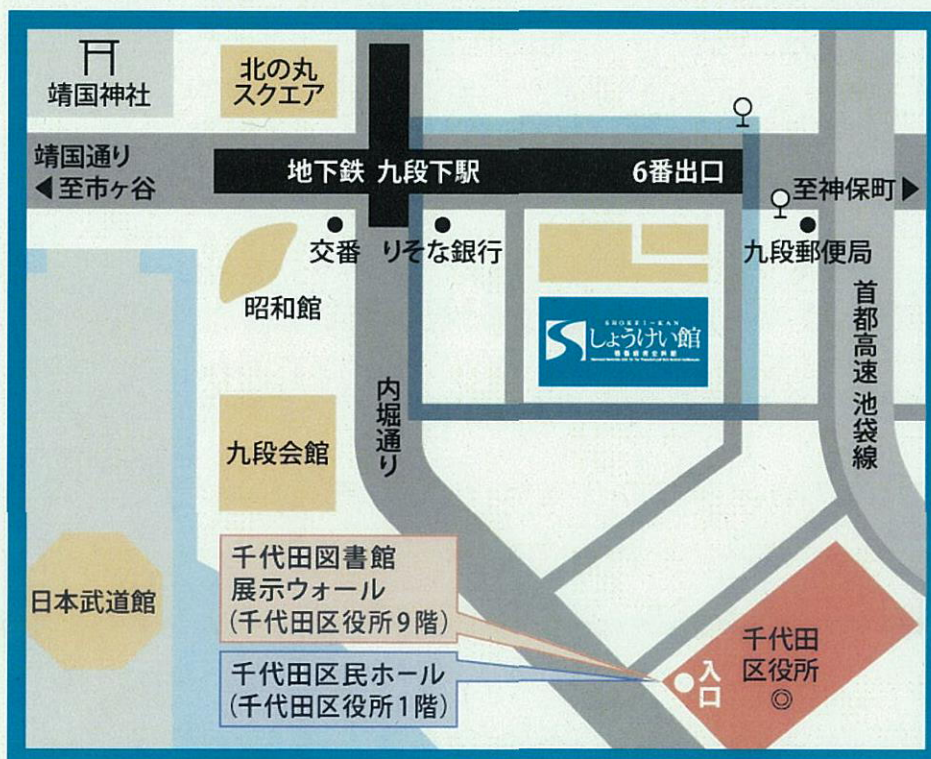 靖国神社
北の丸
スクエア
靖国通り
◀至市ヶ谷
地下鉄 九段下駅
6番出口
至神保町▶
交番
りそな銀行
九段郵便局
昭和館
SHOKEI-KAN
しょうけい館
首都高速 池袋線
内堀通り
九段会館
千代田図書館
展示ウォール
(千代田区役所9階)
日本武道館
千代田区民ホール
(千代田区役所1階)
入口
千代田
区役所